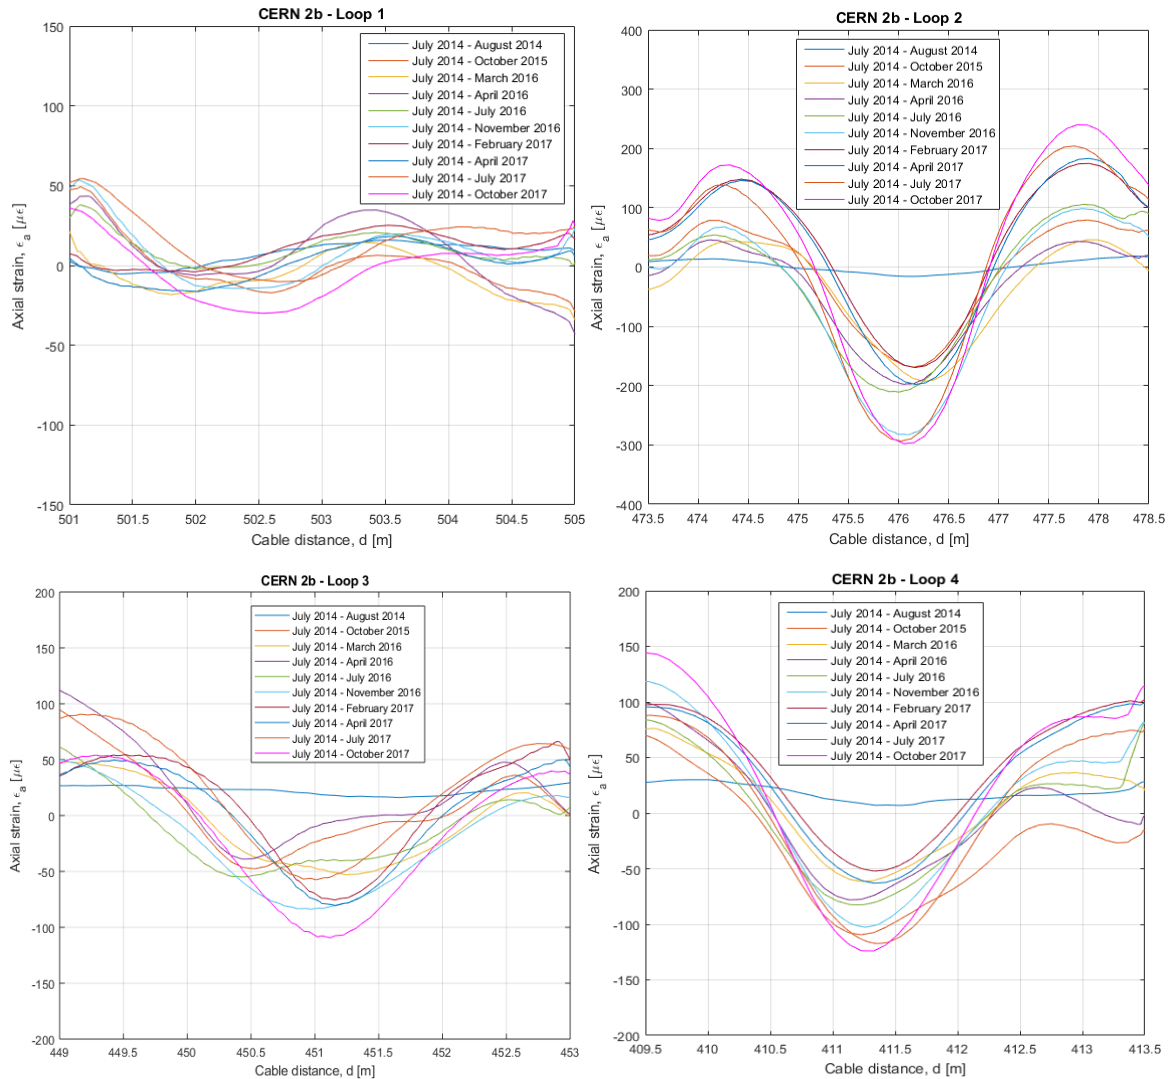 CERN 2b - Loop 1
150
100
50
0
-50
-100
-150
Axial strain, ϵa [μϵ]
501 501.5 502 502.5 503 503.5 504 504.5 505
Cable distance, d [m]
July 2014 - August 2014
July 2014 - October 2015
July 2014 - March 2016
July 2014 - April 2016
July 2014 - July 2016
July 2014 - November 2016
July 2014 - February 2017
July 2014 - April 2017
July 2014 - July 2017
July 2014 - October 2017
CERN 2b - Loop 2
400
300
200
100
0
-100
-200
-300
-400
Axial strain, ϵa [μϵ]
473.5 474 474.5 475 475.5 476 476.5 477 477.5 478 478.5
Cable distance, d [m]
July 2014 - August 2014
July 2014 - October 2015
July 2014 - March 2016
July 2014 - April 2016
July 2014 - July 2016
July 2014 - November 2016
July 2014 - February 2017
July 2014 - April 2017
July 2014 - July 2017
July 2014 - October 2017
CERN 2b - Loop 3
200
150
100
50
0
-50
-100
-150
-200
Axial strain, ϵa [μϵ]
449 449.5 450 450.5 451 451.5 452 452.5 453
Cable distance, d [m]
July 2014 - August 2014
July 2014 - October 2015
July 2014 - March 2016
July 2014 - April 2016
July 2014 - July 2016
July 2014 - November 2016
July 2014 - February 2017
July 2014 - April 2017
July 2014 - July 2017
July 2014 - October 2017
CERN 2b - Loop 4
200
150
100
50
0
-50
-100
-150
-200
Axial strain, ϵa [μϵ]
409.5 410 410.5 411 411.5 412 412.5 413 413.5
Cable distance, d [m]
July 2014 - August 2014
July 2014 - October 2015
July 2014 - March 2016
July 2014 - April 2016
July 2014 - July 2016
July 2014 - November 2016
July 2014 - February 2017
July 2014 - April 2017
July 2014 - July 2017
July 2014 - October 2017